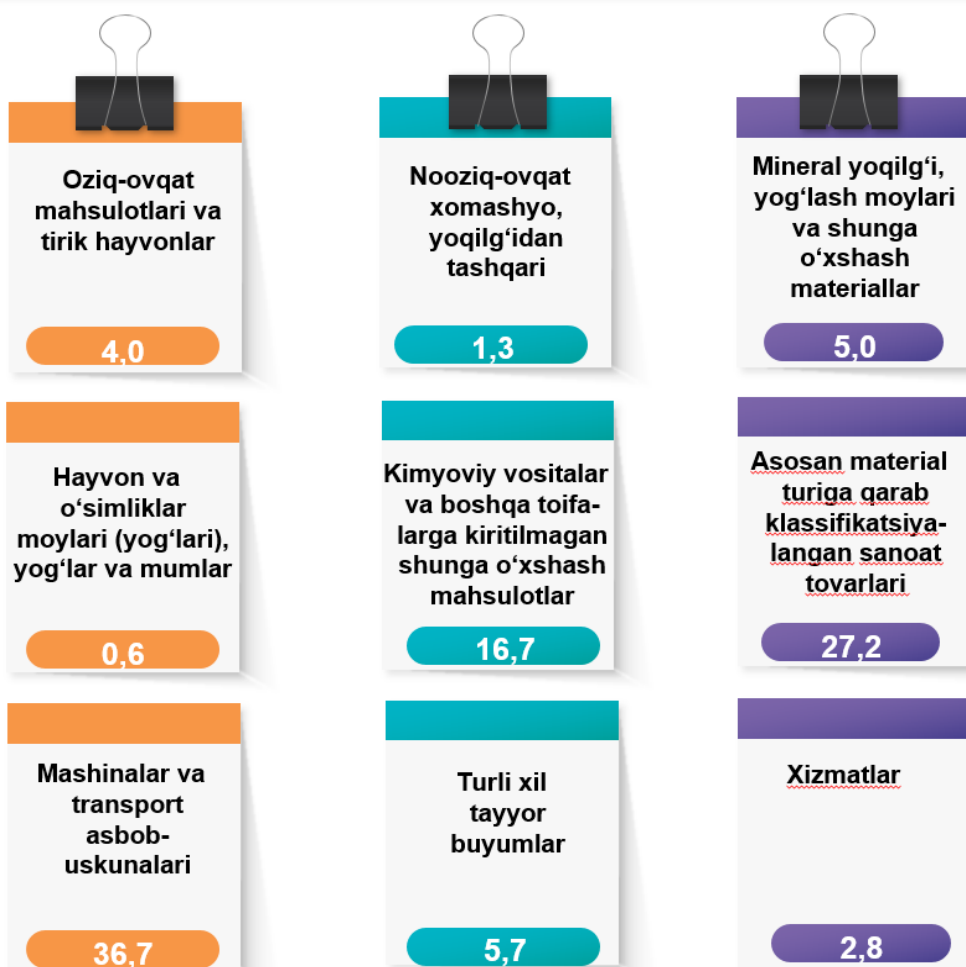 Oziq-ovqat
mahsulotlari va
tirik hayvonlar
4,0
Nooziq-ovqat
xomashyo,
yoqilg‘idan
tashqari
1,3
Mineral yoqilg‘i,
yog‘lash moylari
va shunga
o‘xshash
materiallar
5,0
Hayvon va
o‘simliklar
moylari (yog‘lari),
yog‘lar va mumlar
0,6
Kimyoviy vositalar
va boshqa toifa-
larga kiritilmagan
shunga o‘xshash
mahsulotlar
16,7
Asosan material
turiga qarab
klassifikatsiya-
langan sanoat
tovarlari
27,2
Mashinalar va
transport
asbob-
uskunalari
36,7
Turli xil
tayyor
buyumlar
5,7
Xizmatlar
2,8